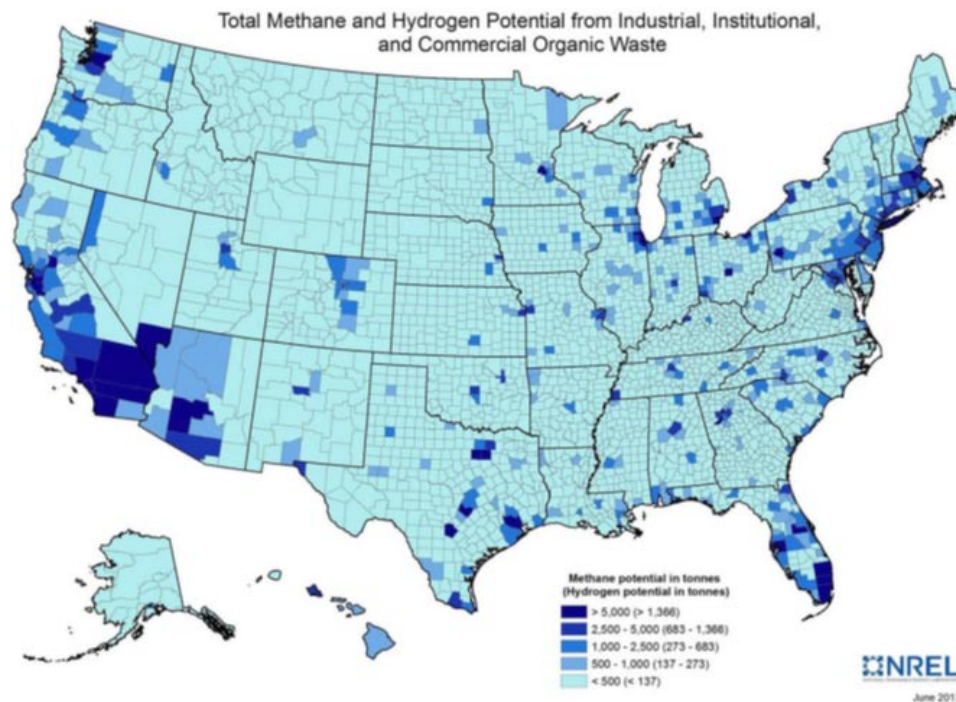 Total Methane and Hydrogen Potential from Industrial, Institutional,
and Commercial Organic Waste
Methane potential in tonnes
(Hydrogen potential in tonnes)
> 5,000 (> 1,366)
2,500 - 5,000 (683 - 1,366)
1,000 - 2,500 (273 - 683)
500 - 1,000 (137 - 273)
< 500 (< 137)
NREL
June